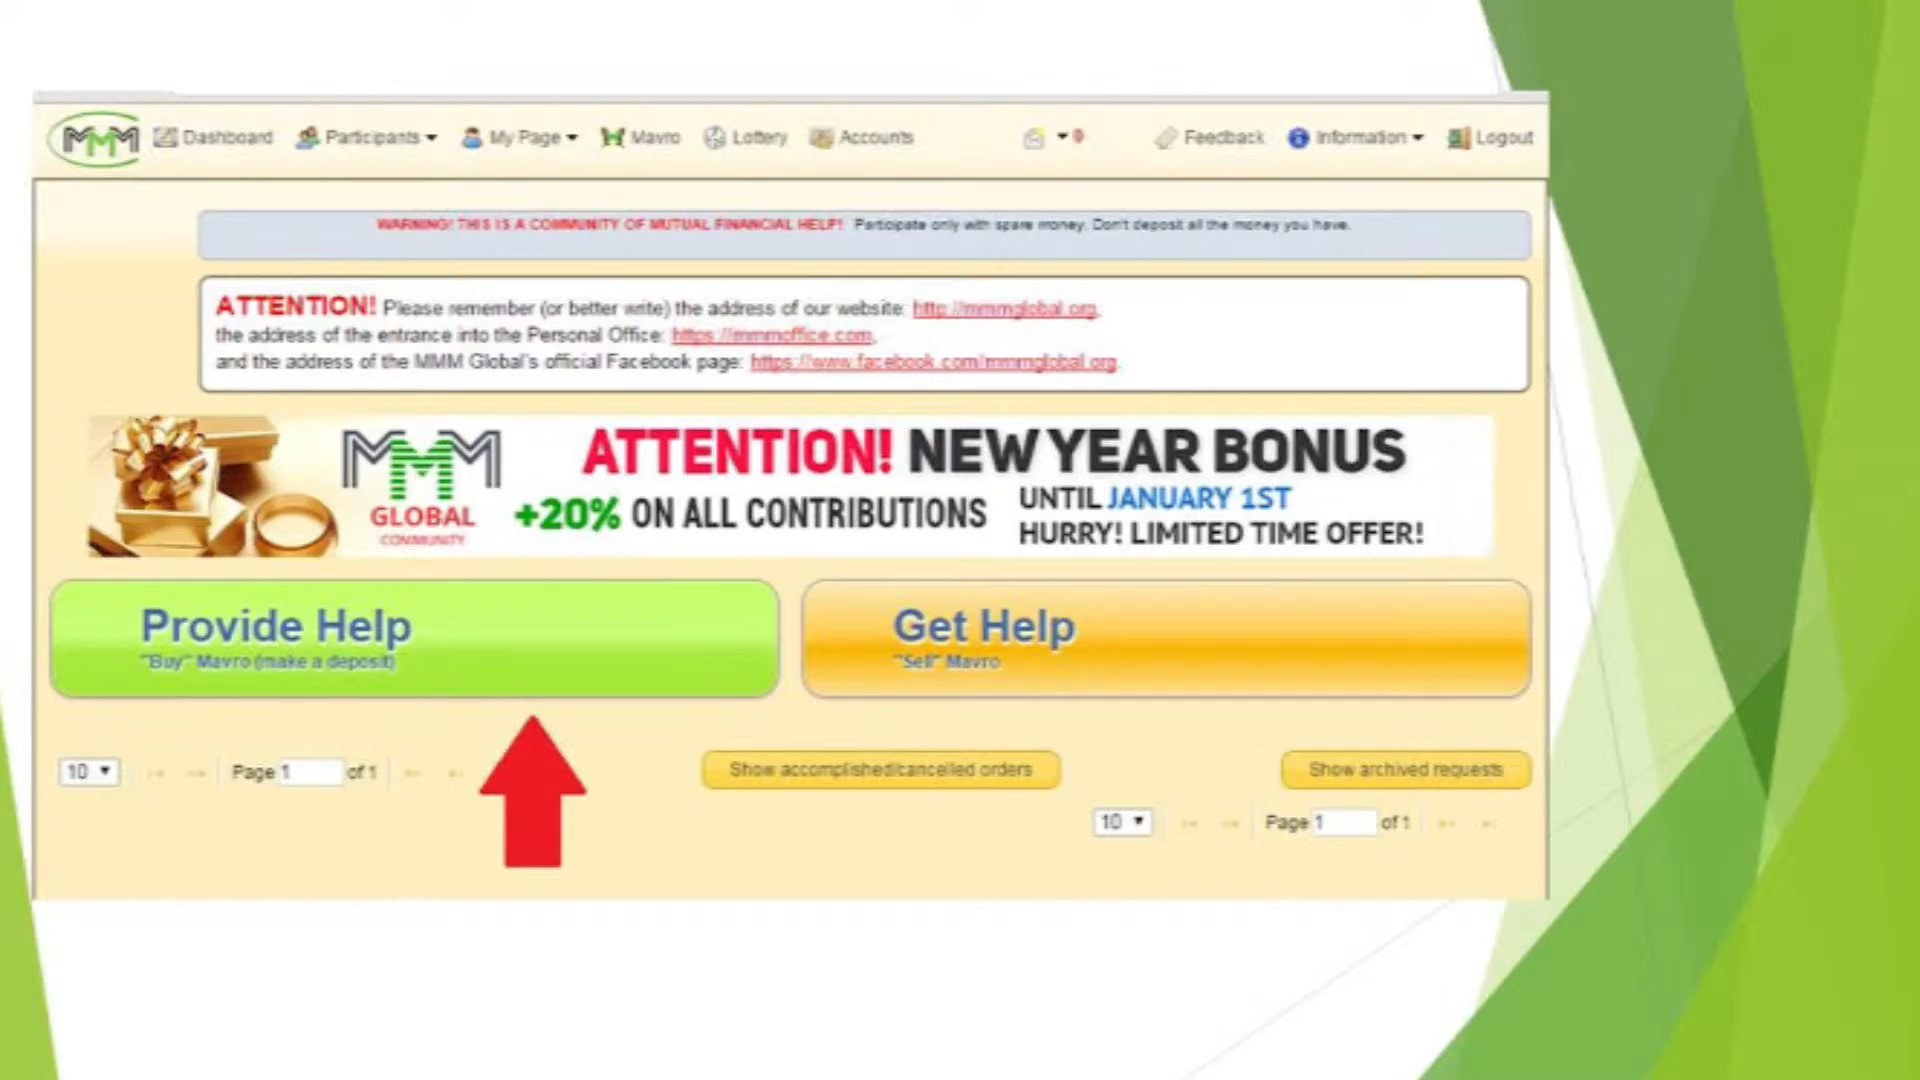 MMM Dashboard Participants My Page Mavro Lottery Accounts 0 Feedback Information Logout
WARNING! THIS IS A COMMUNITY OF MUTUAL FINANCIAL HELP! Participate only with spare money. Don't deposit all the money you have.
ATTENTION! Please remember (or better write) the address of our website: http://mmmglobal.org,
the address of the entrance into the Personal Office: https://mmmoffice.com,
and the address of the MMM Global's official Facebook page: https://www.facebook.com/mmmglobal.org.
MMM
GLOBAL
COMMUNITY
ATTENTION! NEW YEAR BONUS
+20% ON ALL CONTRIBUTIONS
UNTIL JANUARY 1ST
HURRY! LIMITED TIME OFFER!
Provide Help
"Buy" Mavro (make a deposit)
Get Help
"Sell" Mavro
10 Page 1 of 1
Show accomplished/cancelled orders
Show archived requests
10 Page 1 of 1